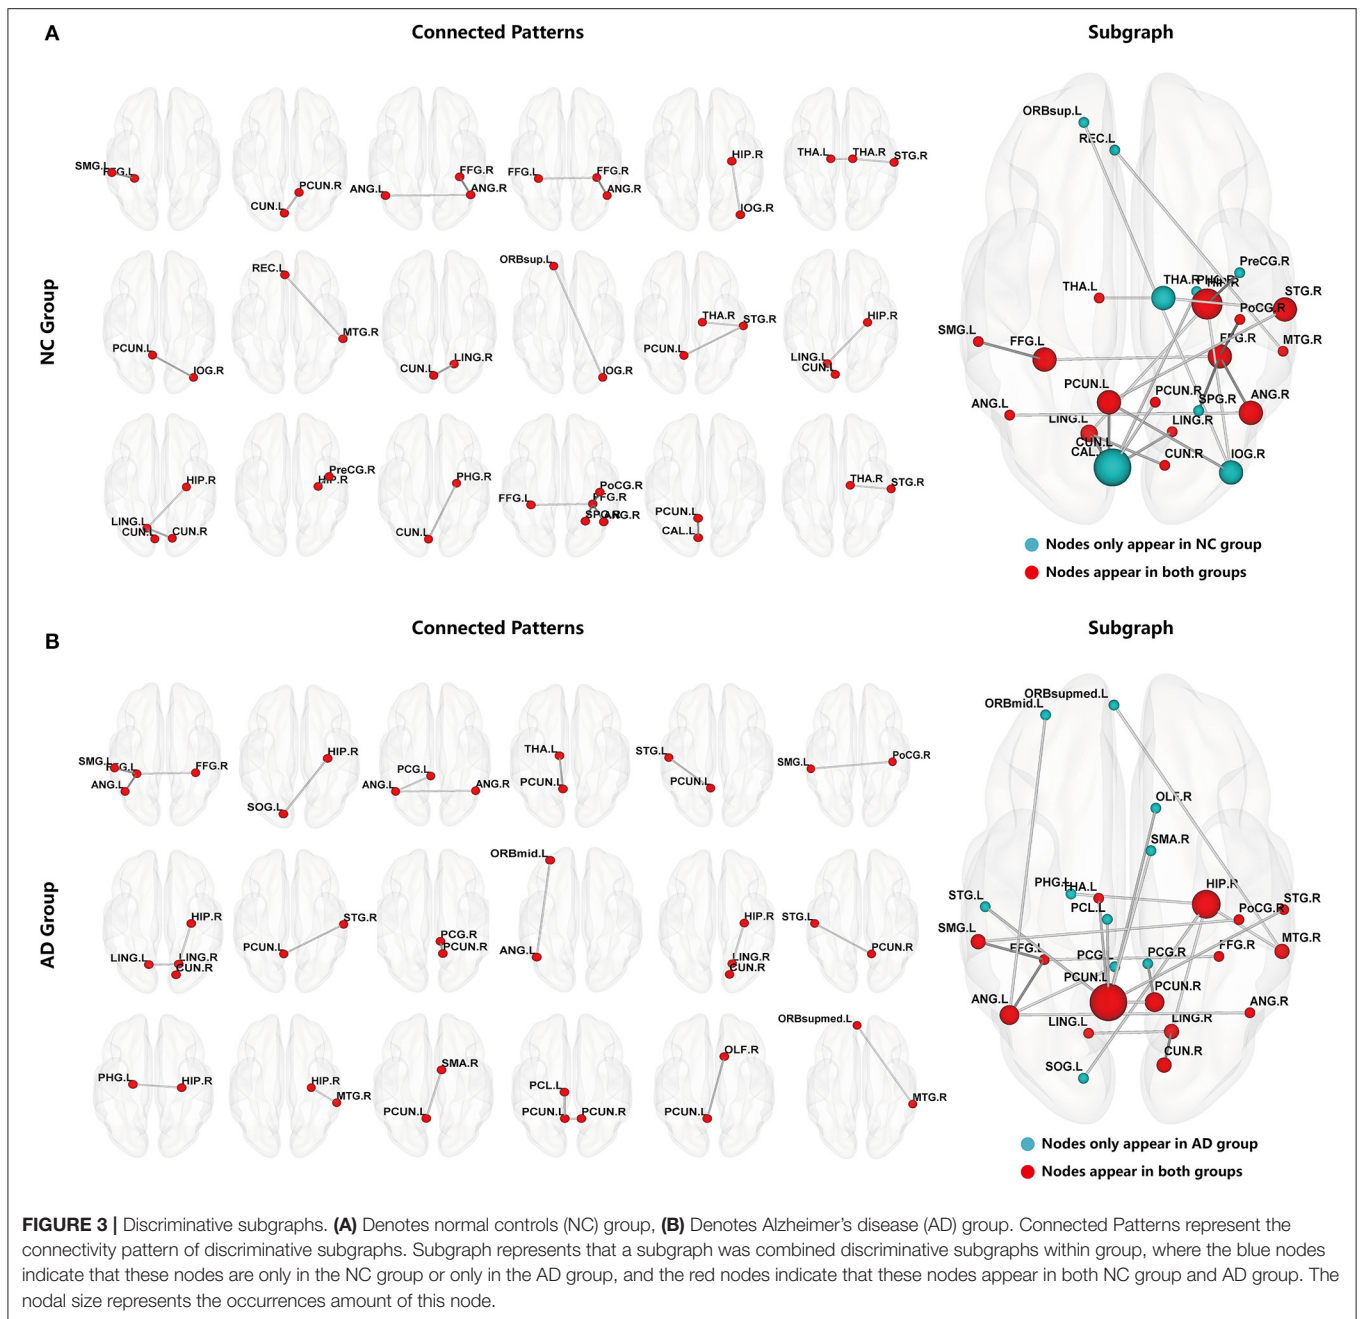 A
Connected Patterns
Subgraph
NC Group
SMG.L
FFG.L
PCUN.R
CUN.L
FFG.R
ANG.L
ANG.R
FFG.L
FFG.R
ANG.R
HIP.R
IOG.R
THA.L
THA.R
STG.R
PCUN.L
IOG.R
REC.L
MTG.R
LING.R
CUN.L
ORBsup.L
IOG.R
THA.R
STG.R
PCUN.L
HIP.R
LING.L
CUN.L
HIP.R
LING.L
CUN.L
CUN.R
PreCG.R
HIP.R
PHG.R
CUN.L
PoCG.R
FFG.L
FFG.R
SPG.R
ANG.R
PCUN.L
CAL.L
THA.R
STG.R
ORBsup.L
REC.L
PreCG.R
THA.R
PHG.R
HIP.R
THA.L
STG.R
PoCG.R
SMG.L
FFG.L
FFG.R
MTG.R
PCUN.L
PCUN.R
SPG.R
ANG.R
ANG.L
LING.L
LING.R
CUN.L
CAL.
CUN.R
IOG.R
Nodes only appear in NC group
Nodes appear in both groups
B
Connected Patterns
Subgraph
AD Group
SMG.L
FFG.L
FFG.R
ANG.L
HIP.R
SOG.L
PCG.L
ANG.L
ANG.R
THA.L
PCUN.L
STG.L
PCUN.L
SMG.L
PoCG.R
HIP.R
LING.L
LING.R
CUN.R
STG.R
PCUN.L
PCG.R
PCUN.R
ORBmid.L
ANG.L
HIP.R
LING.R
CUN.R
STG.L
PCUN.R
PHG.L
HIP.R
HIP.R
MTG.R
SMA.R
PCUN.L
PCL.L
PCUN.L
PCUN.R
OLF.R
PCUN.L
ORBsupmed.L
MTG.R
ORBsupmed.L
ORBmid.L
OLF.R
SMA.R
PHG.L
THA.L
HIP.R
STG.L
STG.R
PCL.L
PoCG.R
SMG.L
FFG.L
PCG.L
PCG.R
FFG.R
MTG.R
PCUN.L
PCUN.R
ANG.L
ANG.R
LING.L
LING.R
CUN.R
SOG.L
Nodes only appear in AD group
Nodes appear in both groups
FIGURE 3 | Discriminative subgraphs. (A) Denotes normal controls (NC) group, (B) Denotes Alzheimer's disease (AD) group. Connected Patterns represent the
connectivity pattern of discriminative subgraphs. Subgraph represents that a subgraph was combined discriminative subgraphs within group, where the blue nodes
indicate that these nodes are only in the NC group or only in the AD group, and the red nodes indicate that these nodes appear in both NC group and AD group. The
nodal size represents the occurrences amount of this node.